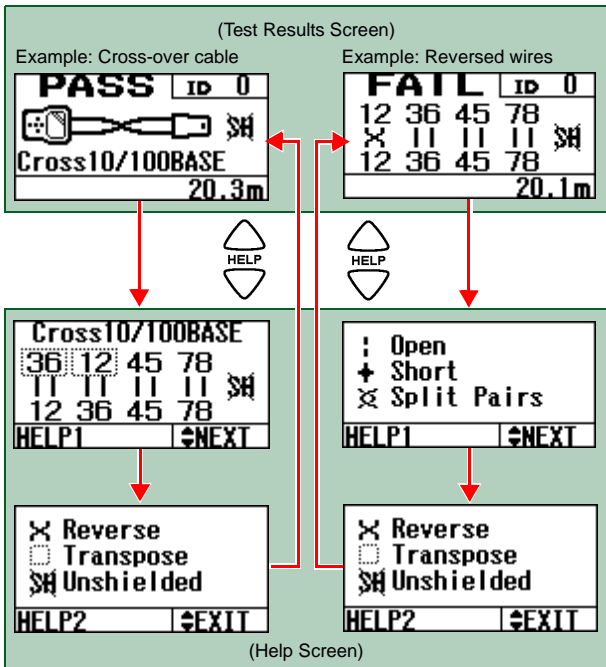 (Test Results Screen)
Example: Cross-over cable
PASS ID 0
Cross10/100BASE
20.3m
Example: Reversed wires
FAIL ID 0
12 36 45 78
SH
12 36 45 78
20.1m
HELP
HELP
Cross10/100BASE
36 12 45 78
SH
12 36 45 78
HELP1 NEXT
Open
Short
Split Pairs
HELP1 NEXT
Reverse
Transpose
SH Unshielded
HELP2 EXIT
Reverse
Transpose
SH Unshielded
HELP2 EXIT
(Help Screen)